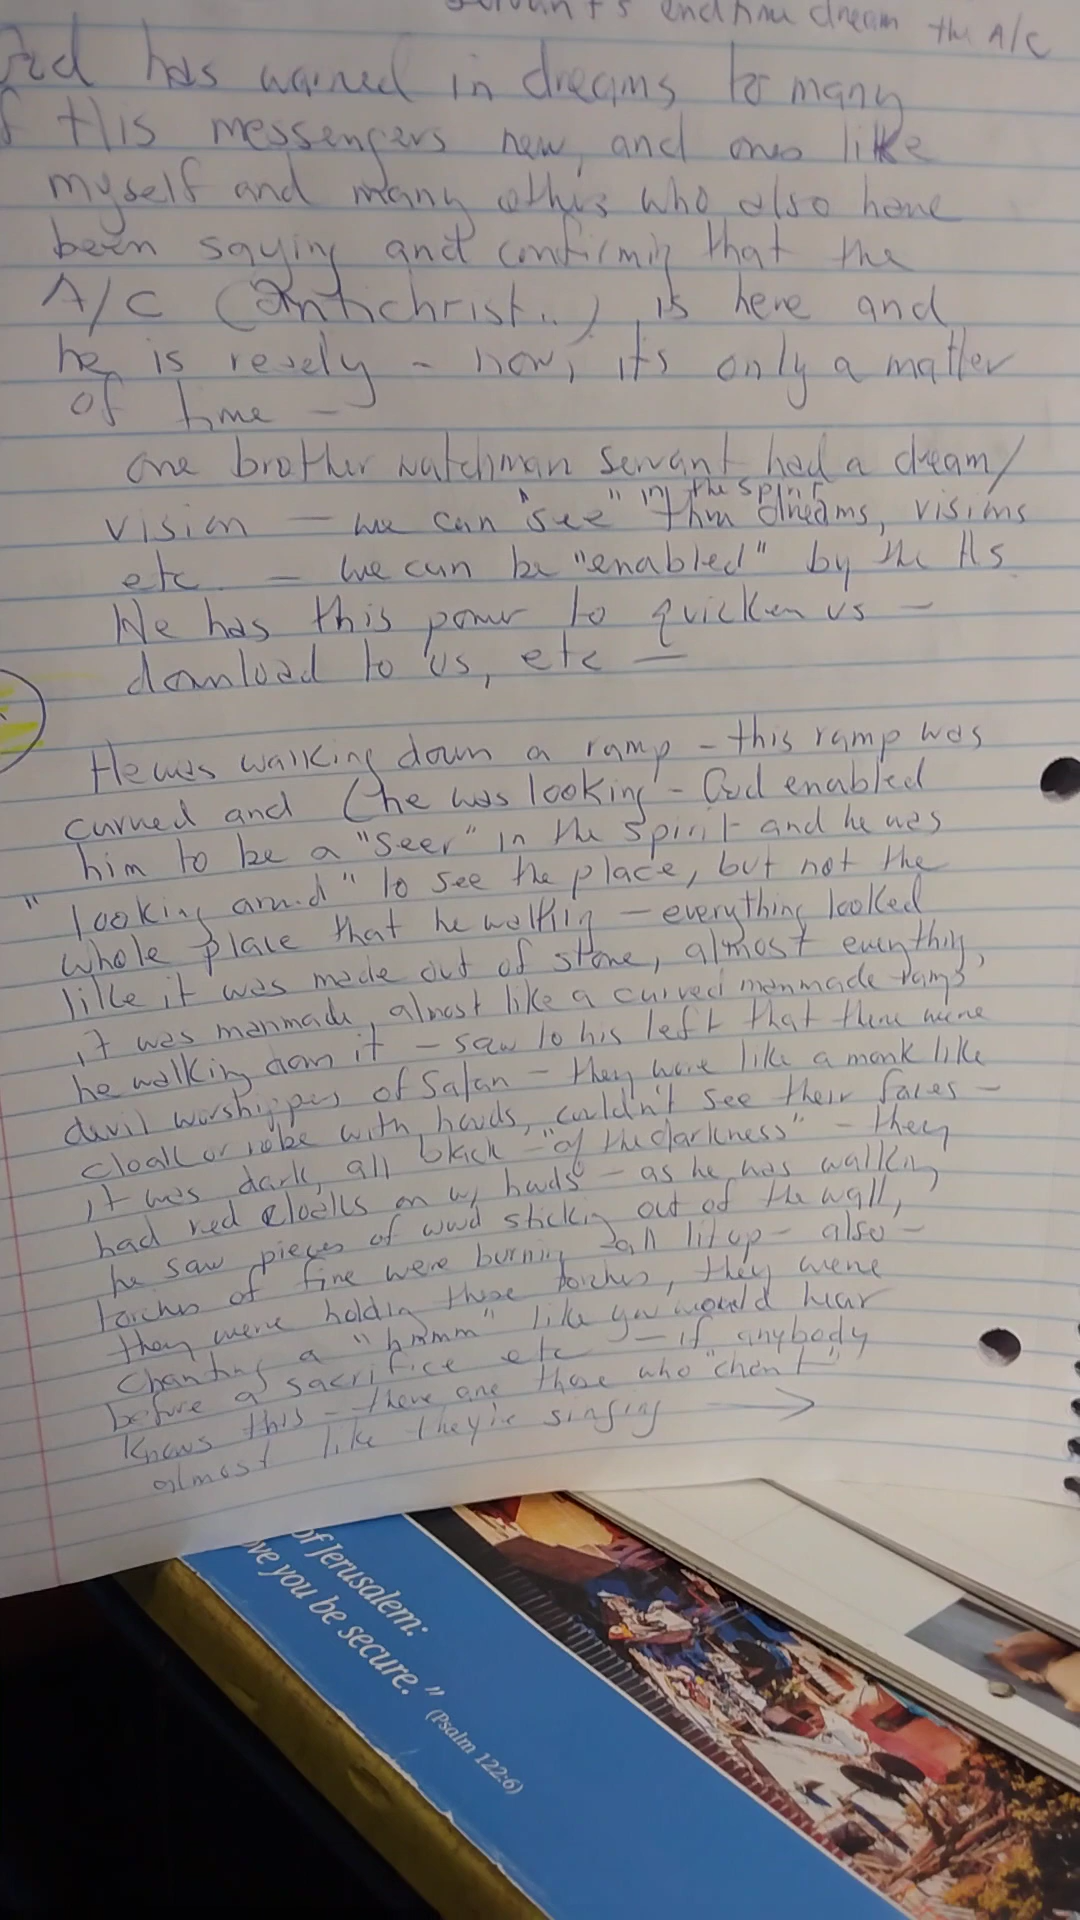 servant's endtime dream the A/C
God has warned in dreams to many
of His messengers new, and ones like
myself and many others who also have
been saying and confirming that the
A/C (Antichrist..) is here and
he is ready - now, it's only a matter
of time -
one brother watchman servant had a dream/
vision - we can "see" in the spirit thru dreams, visions
etc - we can be "enabled" by the HS
He has this power to quicken us -
download to us, etc -
He was walking down a ramp - this ramp was
curved and (he was looking - God enabled
him to be a "seer" in the spirit and he was
"looking around" to see the place, but not the
whole place that he walking - everything looked
like it was made out of stone, almost everything,
it was manmade, almost like a curved manmade ramp
he walking down it - saw to his left that there were
devil worshippers of Satan - they wore like a monk like
cloak or robe with hoods, couldn't see their faces -
it was dark, all black - "of the darkness" - they
had red cloaks on w/ hoods - as he was walking
he saw pieces of wood sticking out of the wall,
torches of fire were burning - all lit up - also -
they were holding these torches, they were
chanting a "hmmm" like you would hear
before a sacrifice etc - if anybody
knows this - there are those who "chant"
almost like they're singing →
of Jerusalem:
ove you be secure."
(Psalm 122:6)